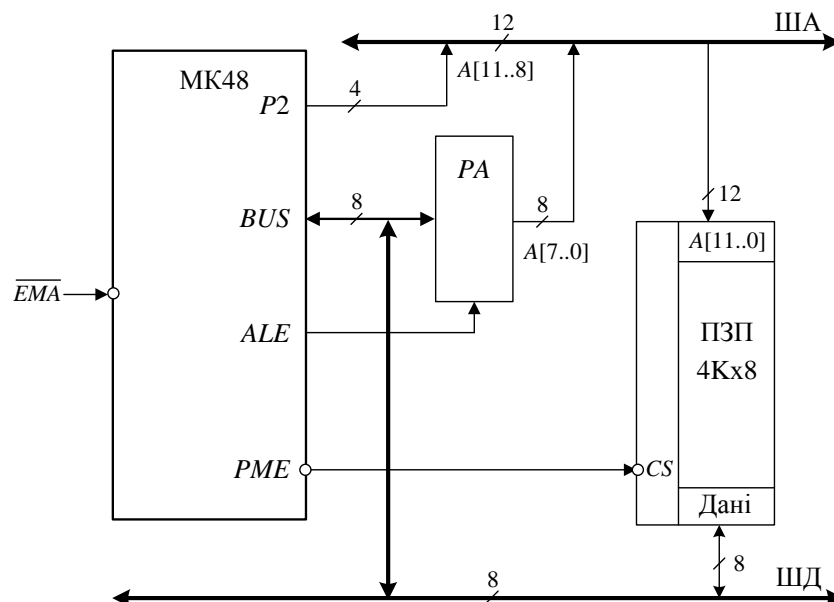 12
ША
МК48
A[11..8]
P2
4
PA
12
BUS
8
8
A[7..0]
A[11..0]
EMA
ALE
ПЗП
4Кx8
PME
CS
Дані
8
8
ШД